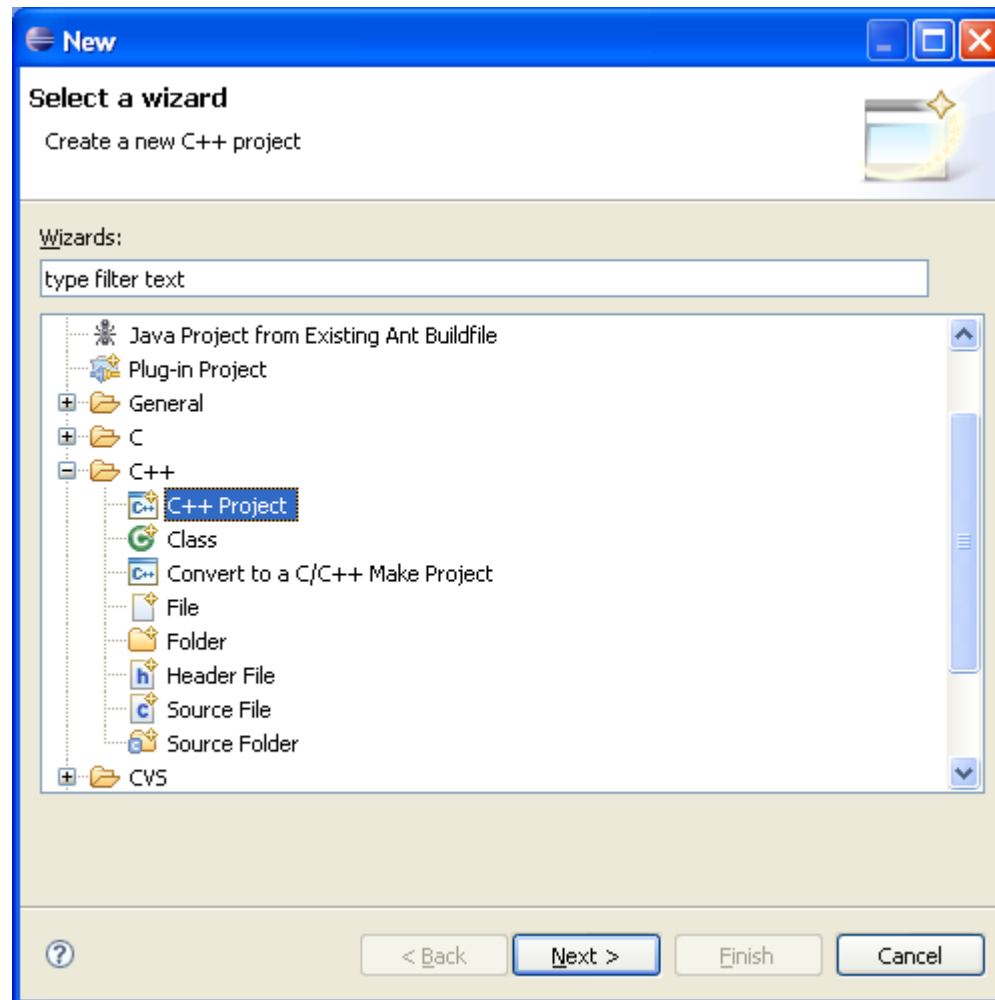 New
Select a wizard
Create a new C++ project
Wizards:
type filter text
Java Project from Existing Ant Buildfile
Plug-in Project
General
C
C++
C++ Project
Class
Convert to a C/C++ Make Project
File
Folder
Header File
Source File
Source Folder
CVS
< Back Next > Finish Cancel